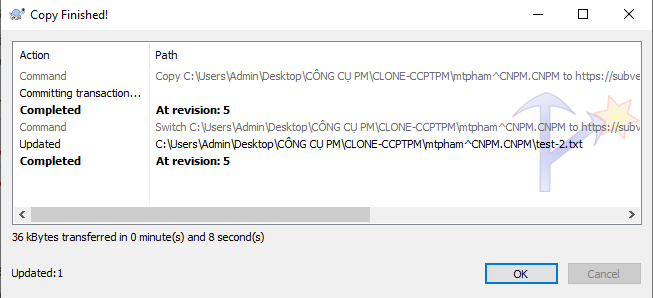 Copy Finished!
Action Path
Command Copy C:\Users\Admin\Desktop\CÔNG CỤ PM\CLONE-CCPTPM\mtpham^CNPM.CNPM to https://subve
Committing transaction...
Completed At revision: 5
Command Switch C:\Users\Admin\Desktop\CÔNG CỤ PM\CLONE-CCPTPM\mtpham^CNPM.CNPM to https://subv
Updated C:\Users\Admin\Desktop\CÔNG CỤ PM\CLONE-CCPTPM\mtpham^CNPM.CNPM\test-2.txt
Completed At revision: 5
36 kBytes transferred in 0 minute(s) and 8 second(s)
Updated:1 OK Cancel